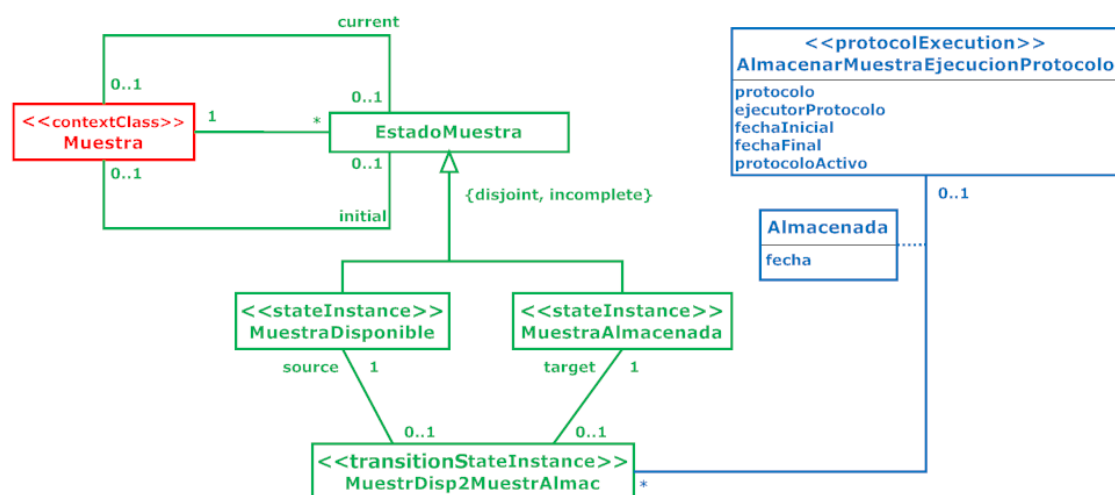 current
0..1
0..1
<<contextClass>>
Muestra
1
*
EstadoMuestra
0..1
0..1
initial
{disjoint, incomplete}
<<protocolExecution>>
AlmacenarMuestraEjecucionProtocolo
protocolo
ejecutorProtocolo
fechaInicial
fechaFinal
protocoloActivo
0..1
Almacenada
fecha
<<stateInstance>>
MuestraDisponible
<<stateInstance>>
MuestraAlmacenada
source
1
target
1
0..1
0..1
<<transitionStateInstance>>
MuestrDisp2MuestrAlmac
*